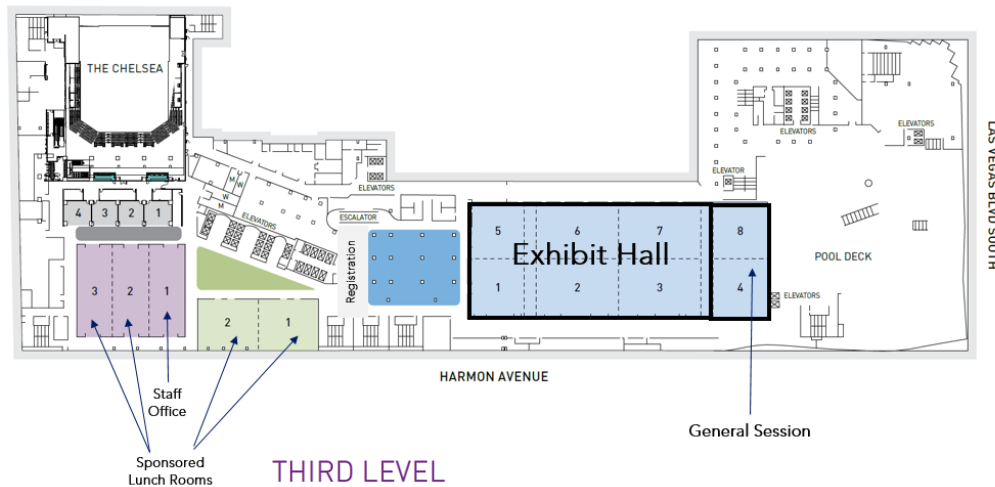 THE CHELSEA
4 3 2 1
M
W
M
W
ELEVATORS
ELEVATORS
ESCALATOR
Registration
ELEVATORS
ELEVATORS
ELEVATOR
POOL DECK
ELEVATORS
LAS VEGAS BLVD SOUTH
5 6 7 8
Exhibit Hall
1 2 3 4
3 2 1
2 1
HARMON AVENUE
Staff
Office
Sponsored
Lunch Rooms
General Session
THIRD LEVEL